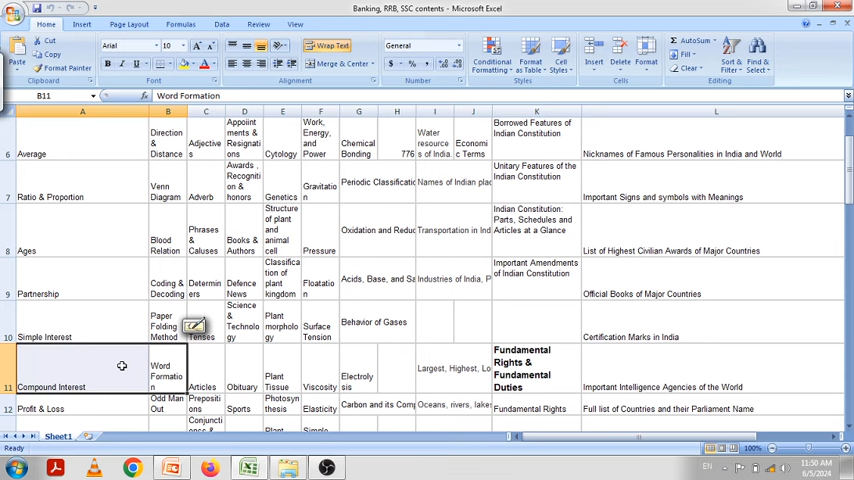 Banking, RRB, SSC contents - Microsoft Excel
Home Insert Page Layout Formulas Data Review View
Cut
Copy
Format Painter
Paste
Clipboard
Arial 10
B I U
Font
Wrap Text
Merge & Center
Alignment
General
$ % ,
Number
Conditional Formatting
Format as Table
Cell Styles
Styles
Insert Delete Format
Cells
AutoSum
Fill
Clear
Sort & Filter
Find & Select
Editing
B11 Word Formation
A B C D E F G H I J K L
6 Average
Direction & Distance
Adjectives
Appointments & Resignations
Cytology
Work, Energy, and Power
Chemical Bonding
776
Water resources of India.
Economic Terms
Borrowed Features of Indian Constitution
Nicknames of Famous Personalities in India and World
7 Ratio & Proportion
Venn Diagram
Adverb
Awards , Recognition & honors
Genetics
Gravitation
Periodic Classificati
Names of Indian plac
Unitary Features of the Indian Constitution
Important Signs and symbols with Meanings
8 Ages
Blood Relation
Phrases & Caluses
Books & Authors
Structure of plant and animal cell
Pressure
Oxidation and Reduc
Transportation in Ind
Indian Constitution: Parts, Schedules and Articles at a Glance
List of Highest Civilian Awards of Major Countries
9 Partnership
Coding & Decoding
Determiners
Defence News
Classification of plant kingdom
Floatation
Acids, Base, and Sa
Industries of India, P
Important Amendments of Indian Constitution
Official Books of Major Countries
10 Simple Interest
Paper Folding Method
Tenses
Science & Technology
Plant morphology
Surface Tension
Behavior of Gases
Certification Marks in India
11 Compound Interest
Word Formation
Articles
Obituary
Plant Tissue
Viscosity
Electrolysis
Largest, Highest, Lo
Fundamental Rights & Fundamental Duties
Important Intelligence Agencies of the World
12 Profit & Loss
Odd Man Out
Prepositions
Sports
Photosynthesis
Elasticity
Carbon and its Comp
Oceans, rivers, lakes
Fundamental Rights
Full list of Countries and their Parliament Name
Conjunctions &
Plant
Simple
Sheet1
Ready
100%
EN
11:50 AM
6/5/2024